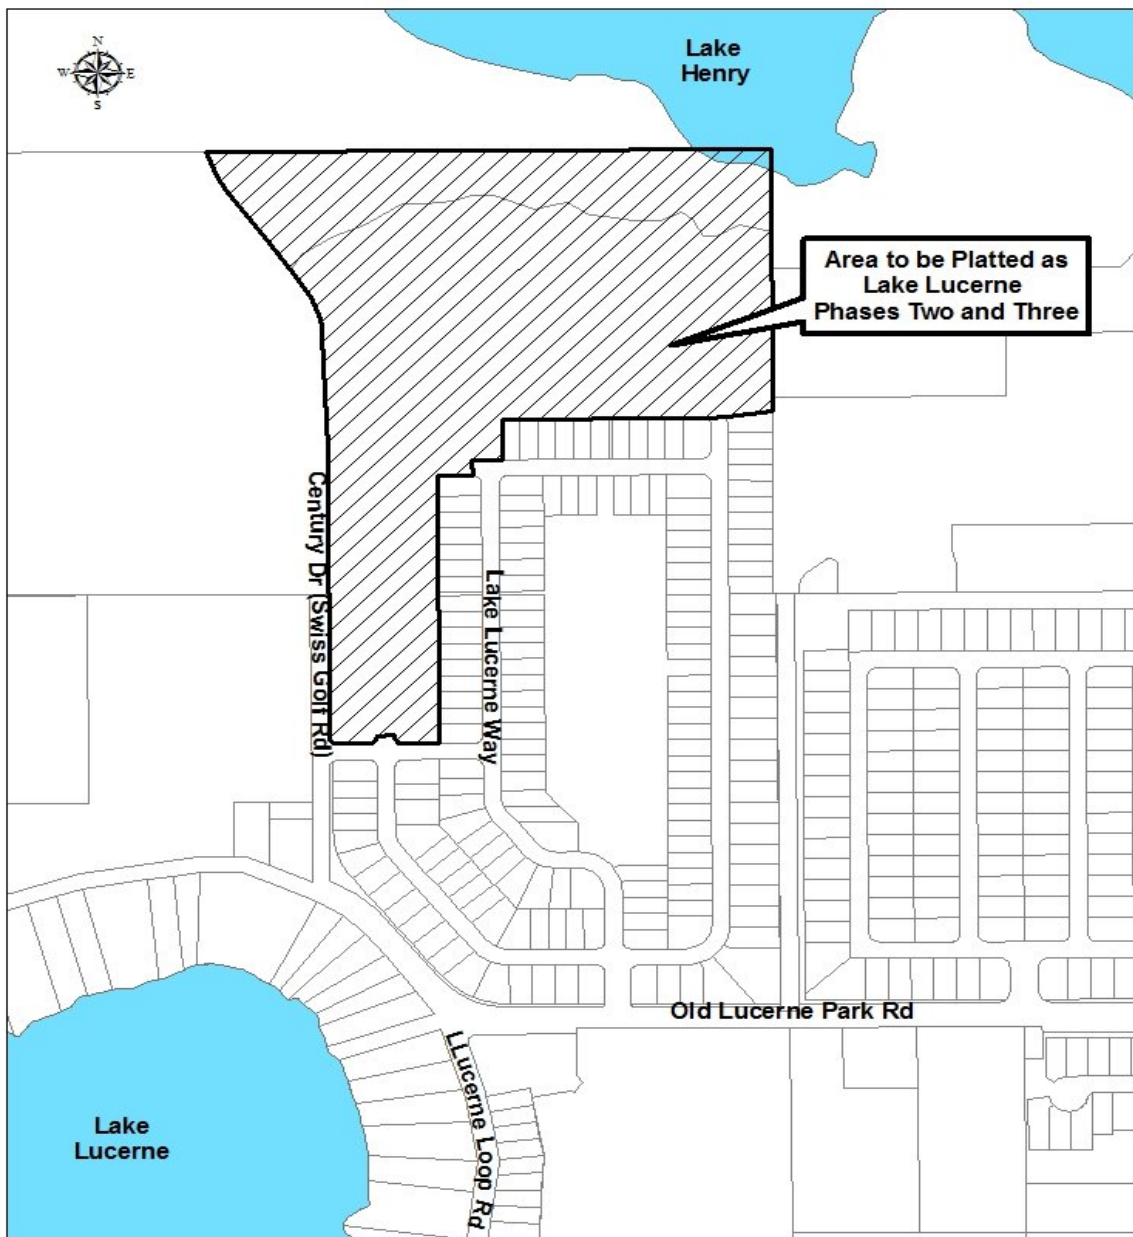 Lake
Henry
N
W E
S
Area to be Platted as
Lake Lucerne
Phases Two and Three
Century Dr (Swiss Golf Rd)
Lake Lucerne Way
Old Lucerne Park Rd
LLucerne Loop Rd
Lake
Lucerne